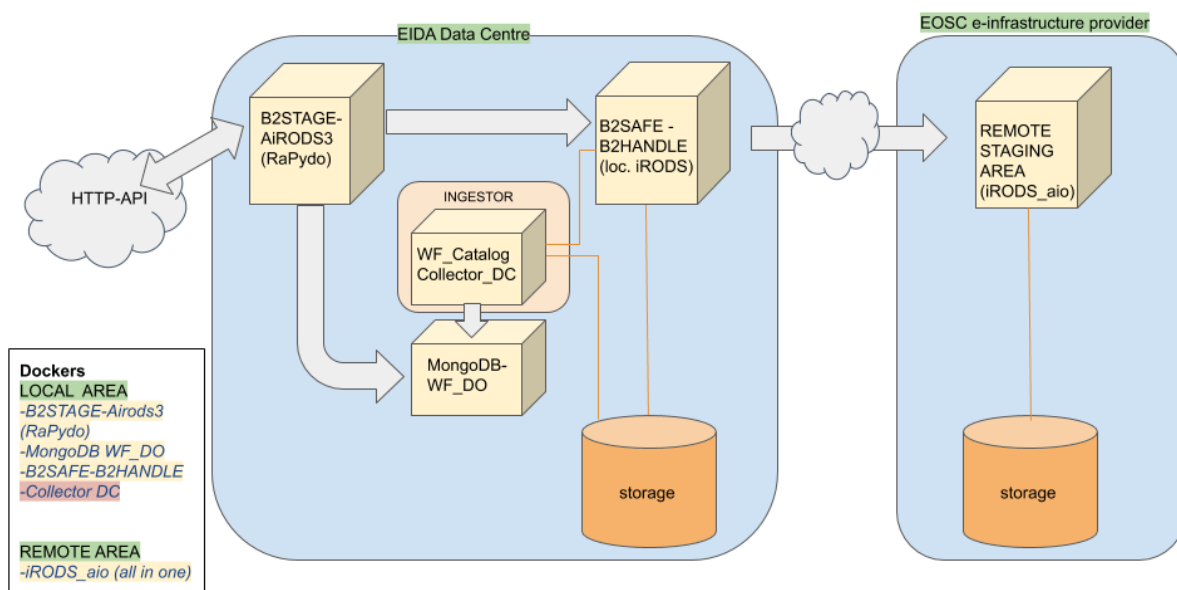 EIDA Data Centre
EOSC e-infrastructure provider
B2STAGE-
AiRODS3
(RaPydo)
B2SAFE -
B2HANDLE
(loc. iRODS)
REMOTE
STAGING
AREA
(iRODS_aio)
HTTP-API
INGESTOR
WF_Catalog
Collector_DC
MongoDB-
WF_DO
storage
storage
Dockers
LOCAL AREA
-B2STAGE-Airods3
(RaPydo)
-MongoDB WF_DO
-B2SAFE-B2HANDLE
-Collector DC
REMOTE AREA
-iRODS_aio (all in one)